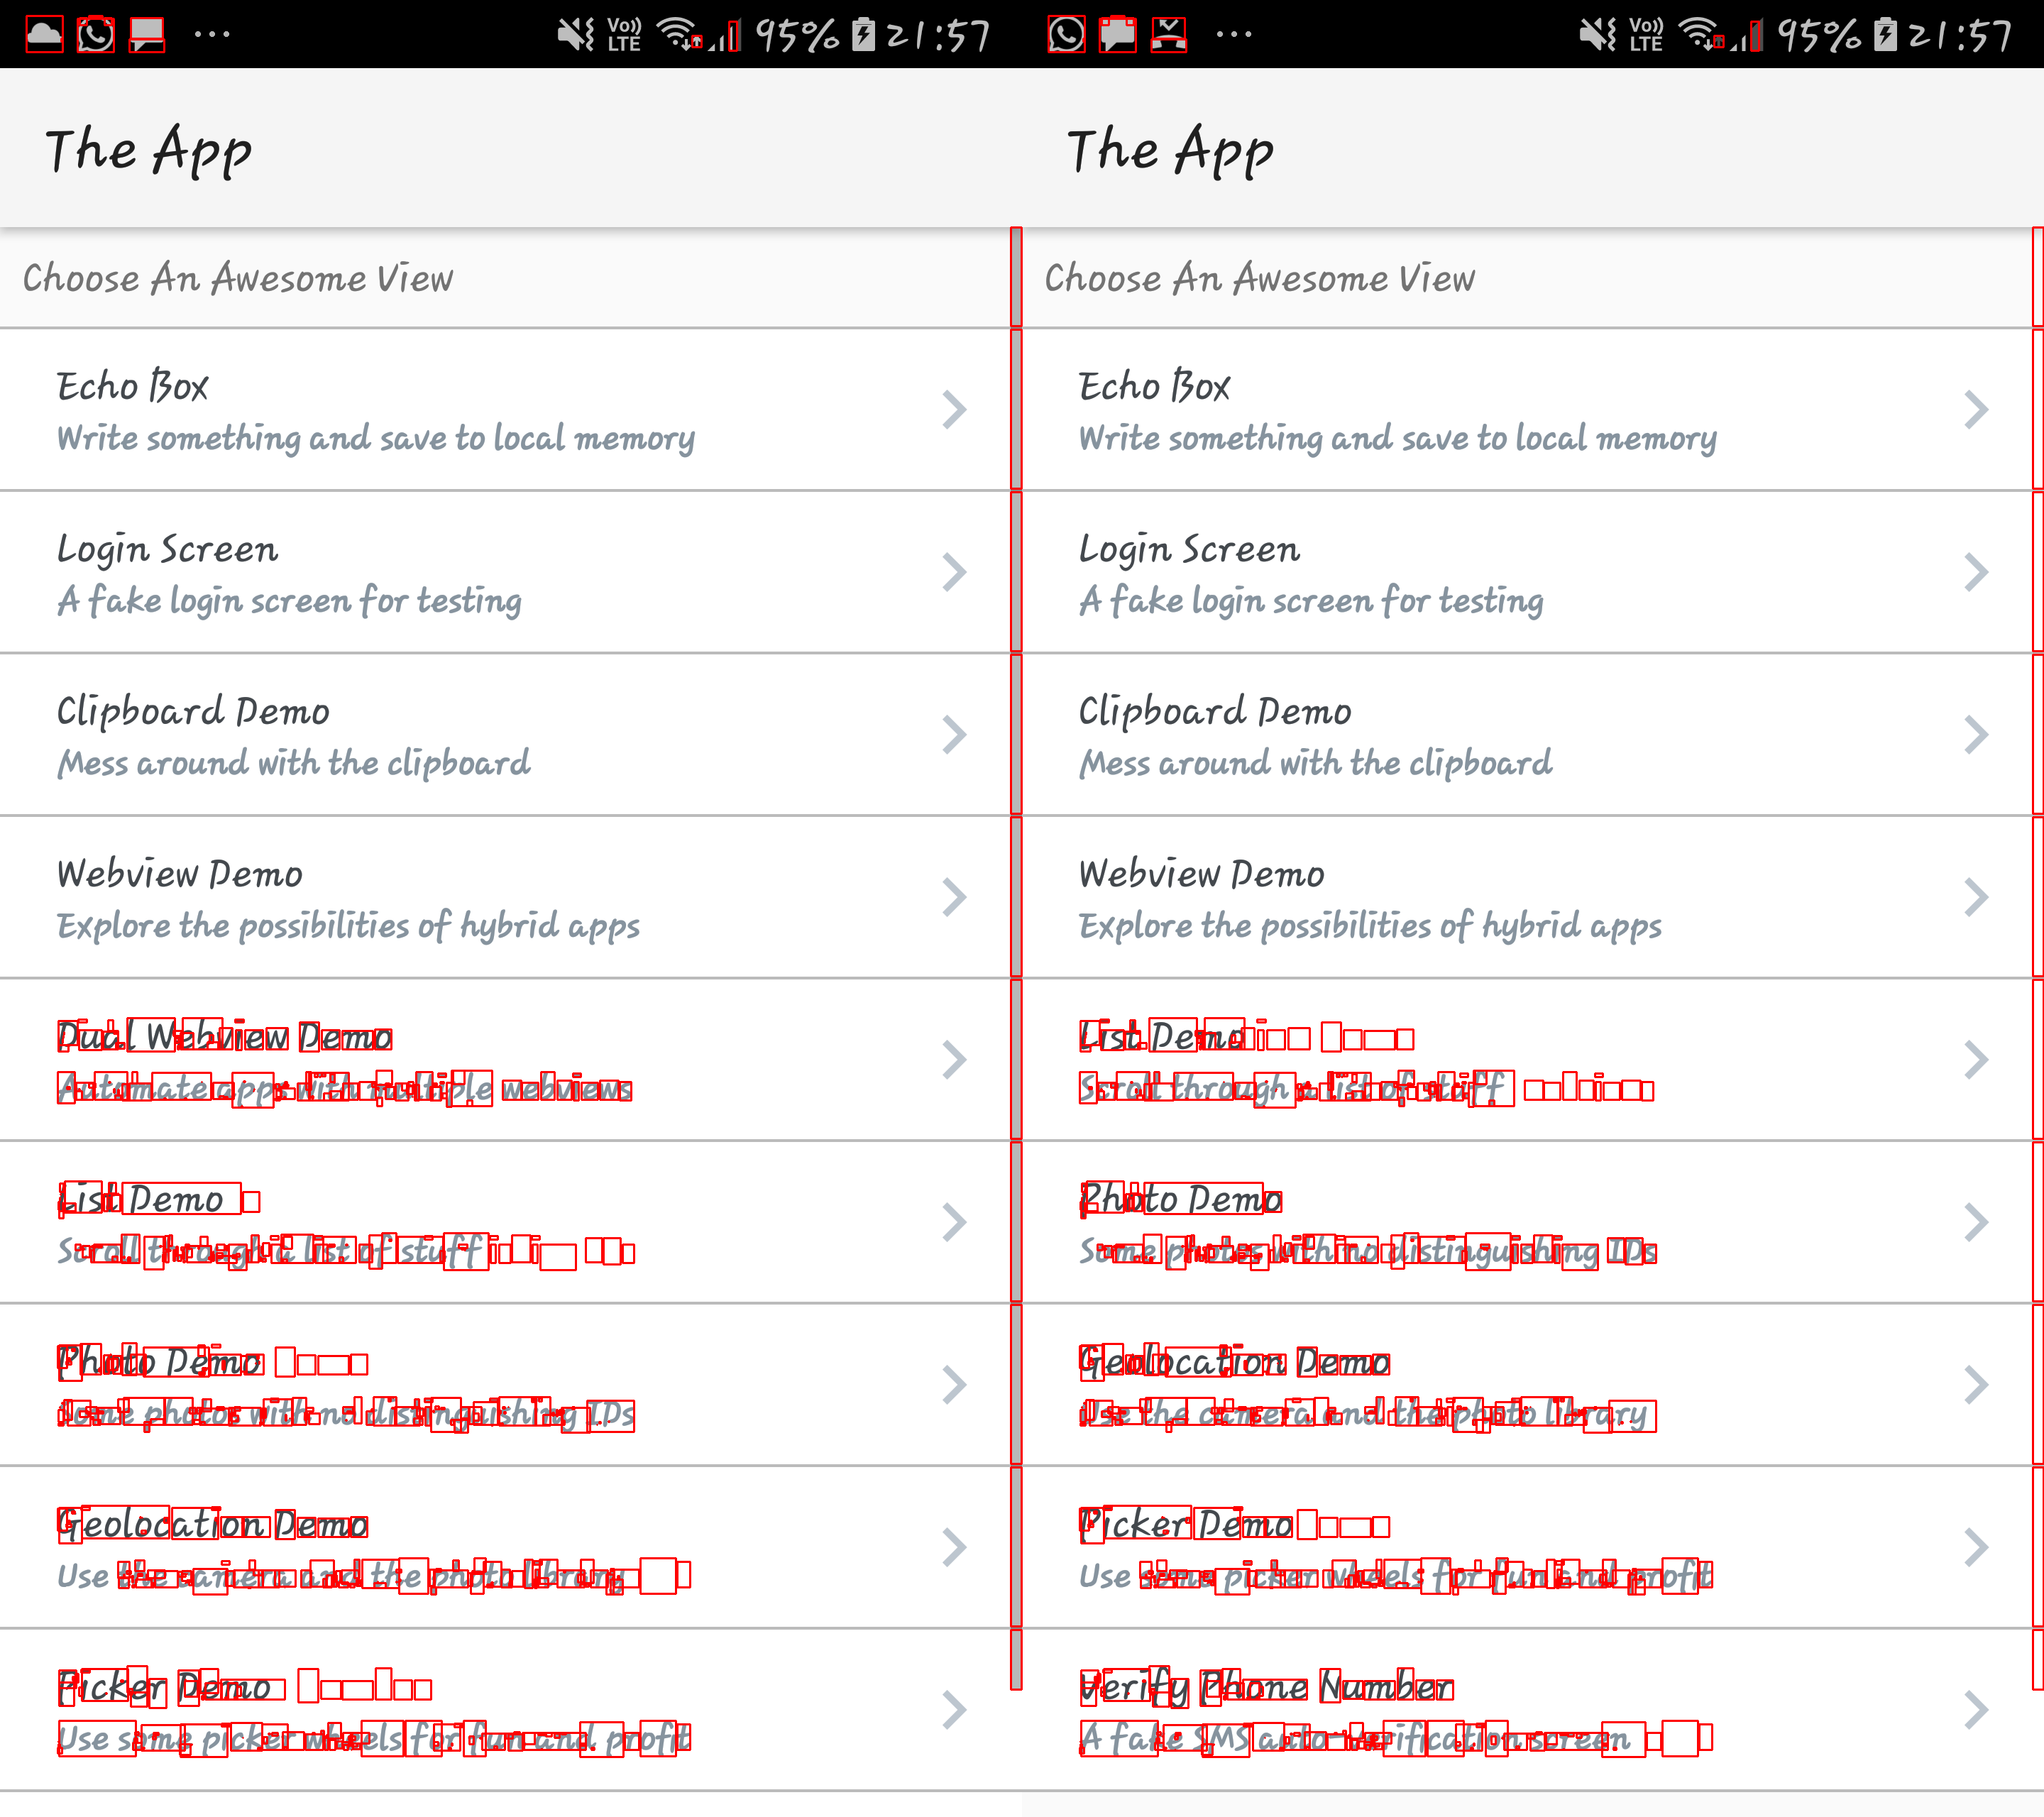 Vo)) LTE 95% 21:57
The App
Choose An Awesome View
Echo Box
Write something and save to local memory
Login Screen
A fake login screen for testing
Clipboard Demo
Mess around with the clipboard
Webview Demo
Explore the possibilities of hybrid apps
Dual Webview Demo
Automate apps with multiple webviews
List Demo
Scroll through a list of stuff
Photo Demo
Some photos with no distinguishing IDs
Geolocation Demo
Use the camera and the photo library
Picker Demo
Use some picker wheels for fun and profit
Vo)) LTE 95% 21:57
The App
Choose An Awesome View
Echo Box
Write something and save to local memory
Login Screen
A fake login screen for testing
Clipboard Demo
Mess around with the clipboard
Webview Demo
Explore the possibilities of hybrid apps
List Demo
Scroll through a list of stuff
Photo Demo
Some photos with no distinguishing IDs
Geolocation Demo
Use the camera and the photo library
Picker Demo
Use some picker wheels for fun and profit
Verify Phone Number
A fake SMS auto-verification screen